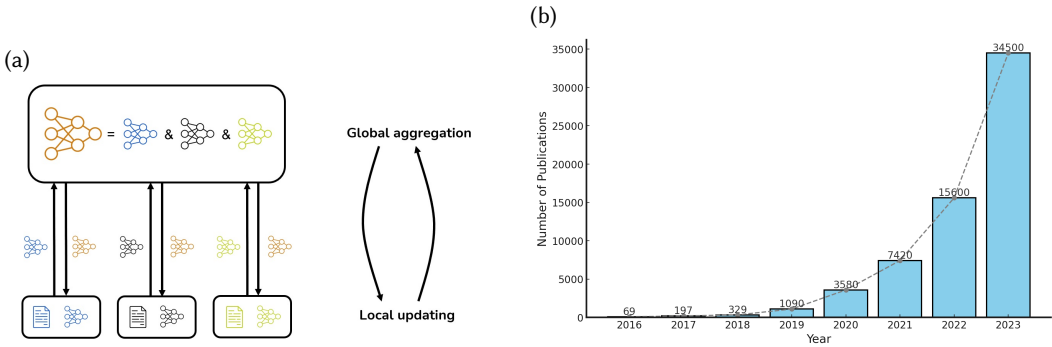 (a)
= & &
Global aggregation
Local updating
(b)
Number of Publications
35000
30000
25000
20000
15000
10000
5000
0
69
197
329
1090
3580
7420
15600
34500
2016 2017 2018 2019 2020 2021 2022 2023
Year